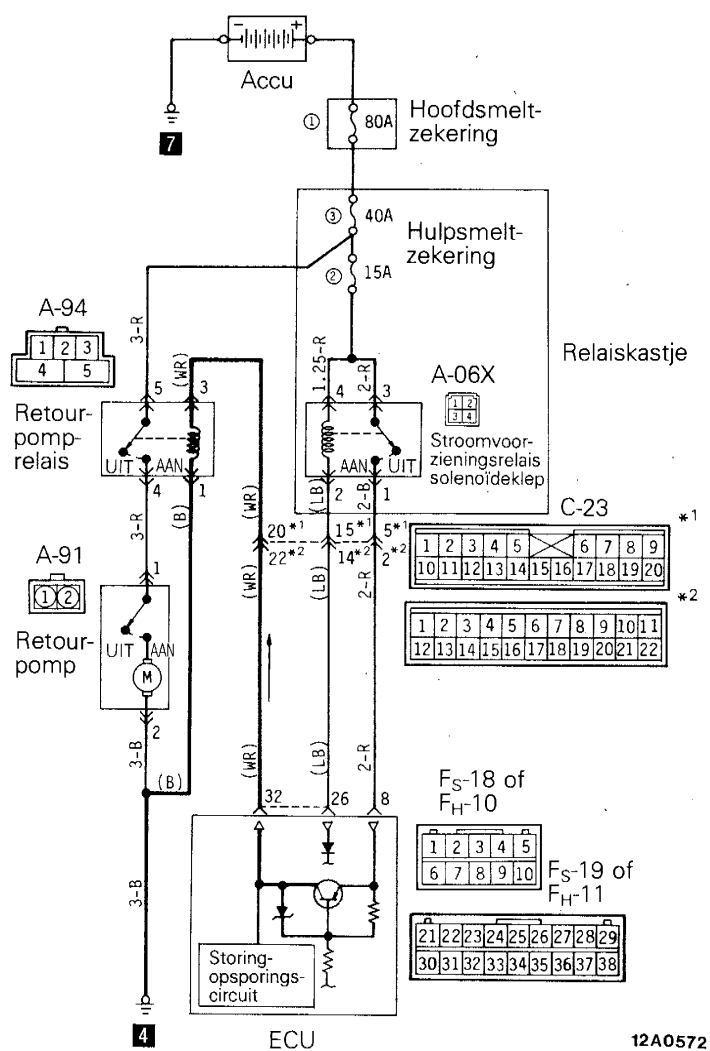 − +
Accu
7
① 80A
Hoofdsmelt-
zekering
③ 40A
Hulpsmelt-
zekering
② 15A
Relaiskastje
A-94
1 2 3
4 5
3-R
(WR)
1.25-R
2-R
5 3
4 3
A-06X
1 2
3 4
Retour-
pomp-
relais
UIT AAN
AAN UIT
Stroomvoor-
zieningsrelais
solenoïdeklep
4 1
2 1
3-R
(B)
(WR)
(LB)
2-B
C-23
*1
20*1 15*1 5*1
22*2 14*2 2*2
1 2 3 4 5 6 7 8 9
10 11 12 13 14 15 16 17 18 19 20
A-91
① ②
1
(WR)
(LB)
2-R
*2
1 2 3 4 5 6 7 8 9 10 11
12 13 14 15 16 17 18 19 20 21 22
Retour-
pomp
UIT AAN
M
2
3-B
(B)
(WR)
(LB)
2-R
32 26 8
FS-18 of
FH-10
1 2 3 4 5
6 7 8 9 10
FS-19 of
FH-11
21 22 23 24 25 26 27 28 29
30 31 32 33 34 35 36 37 38
3-B
Storing-
opsporings-
circuit
4
ECU
12A0572